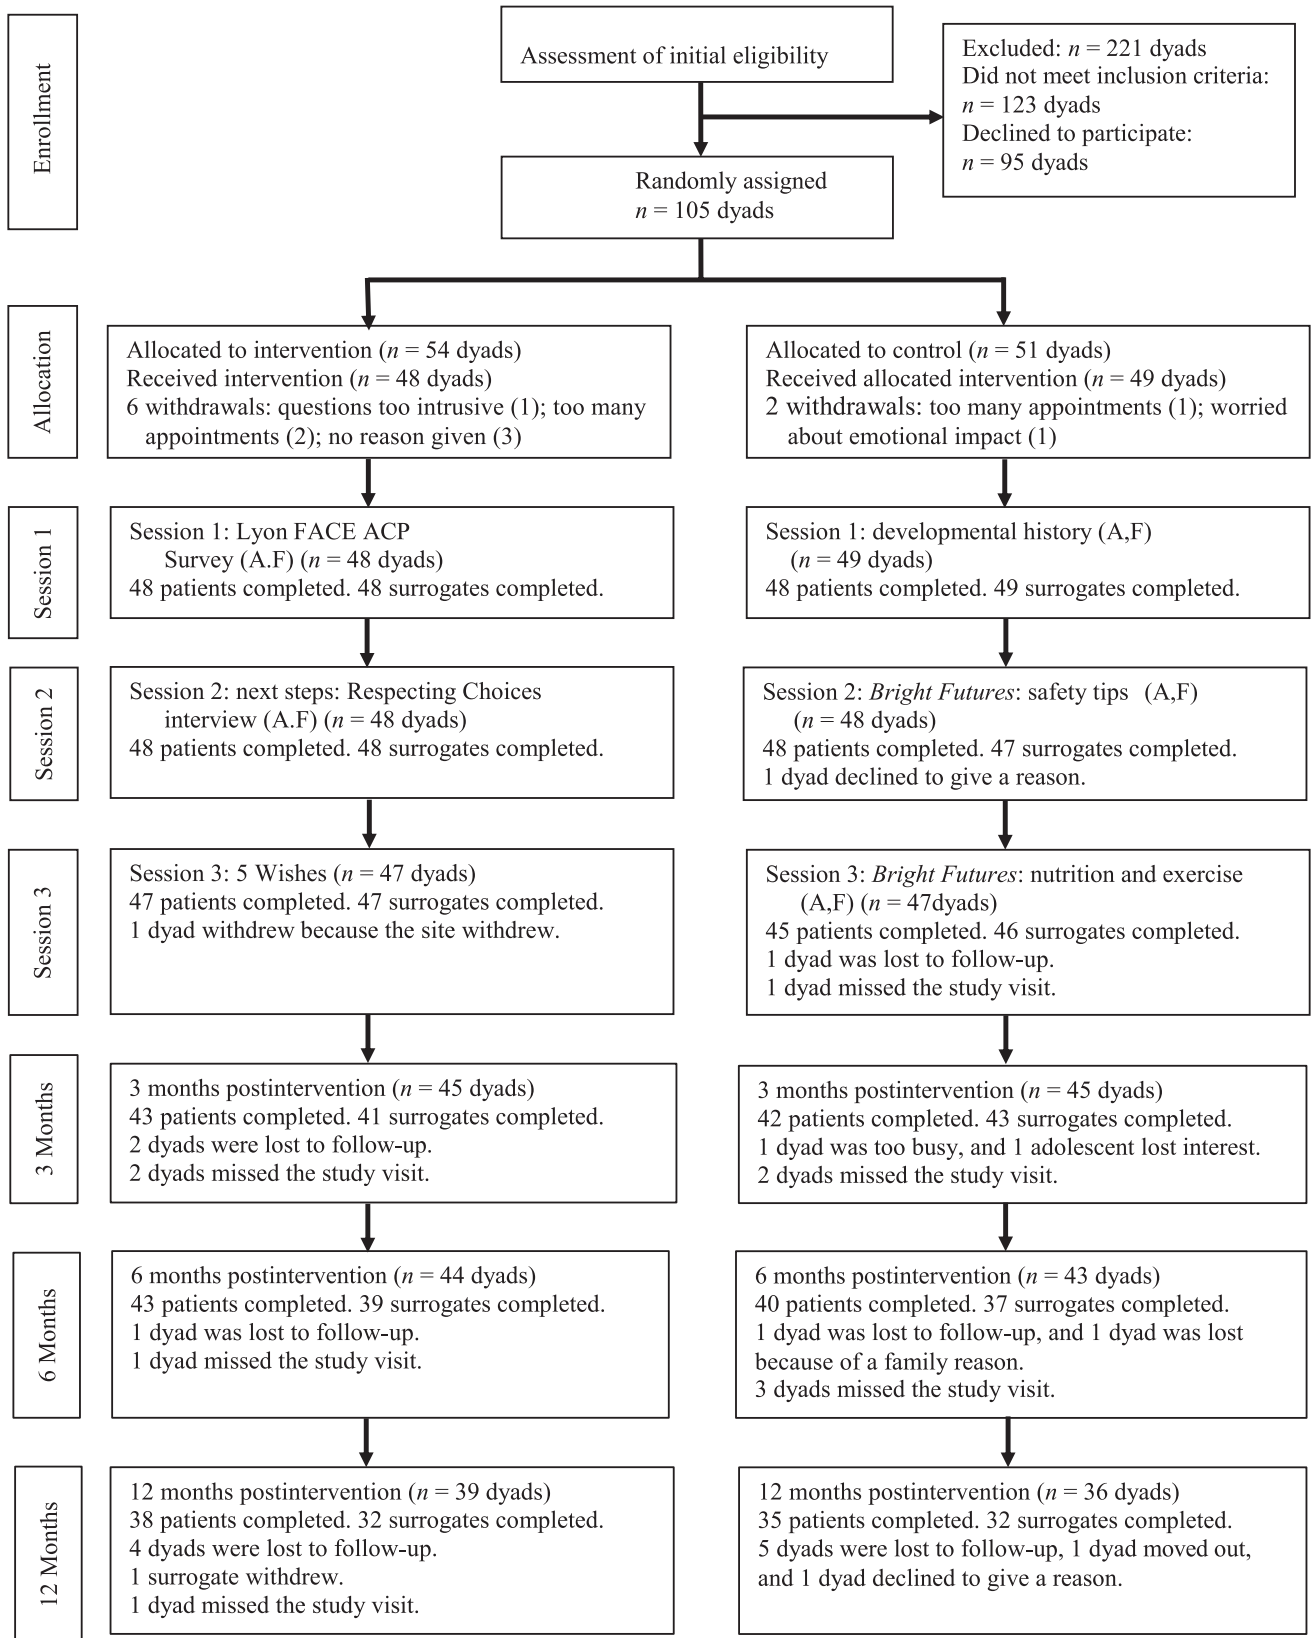 Enrollment
Assessment of initial eligibility
Excluded: n = 221 dyads
Did not meet inclusion criteria:
n = 123 dyads
Declined to participate:
n = 95 dyads
Randomly assigned
n = 105 dyads
Allocation
Allocated to intervention (n = 54 dyads)
Received intervention (n = 48 dyads)
6 withdrawals: questions too intrusive (1); too many
appointments (2); no reason given (3)
Allocated to control (n = 51 dyads)
Received allocated intervention (n = 49 dyads)
2 withdrawals: too many appointments (1); worried
about emotional impact (1)
Session 1
Session 1: Lyon FACE ACP
Survey (A.F) (n = 48 dyads)
48 patients completed. 48 surrogates completed.
Session 1: developmental history (A,F)
(n = 49 dyads)
48 patients completed. 49 surrogates completed.
Session 2
Session 2: next steps: Respecting Choices
interview (A.F) (n = 48 dyads)
48 patients completed. 48 surrogates completed.
Session 2: Bright Futures: safety tips (A,F)
(n = 48 dyads)
48 patients completed. 47 surrogates completed.
1 dyad declined to give a reason.
Session 3
Session 3: 5 Wishes (n = 47 dyads)
47 patients completed. 47 surrogates completed.
1 dyad withdrew because the site withdrew.
Session 3: Bright Futures: nutrition and exercise
(A,F) (n = 47dyads)
45 patients completed. 46 surrogates completed.
1 dyad was lost to follow-up.
1 dyad missed the study visit.
3 Months
3 months postintervention (n = 45 dyads)
43 patients completed. 41 surrogates completed.
2 dyads were lost to follow-up.
2 dyads missed the study visit.
3 months postintervention (n = 45 dyads)
42 patients completed. 43 surrogates completed.
1 dyad was too busy, and 1 adolescent lost interest.
2 dyads missed the study visit.
6 Months
6 months postintervention (n = 44 dyads)
43 patients completed. 39 surrogates completed.
1 dyad was lost to follow-up.
1 dyad missed the study visit.
6 months postintervention (n = 43 dyads)
40 patients completed. 37 surrogates completed.
1 dyad was lost to follow-up, and 1 dyad was lost
because of a family reason.
3 dyads missed the study visit.
12 Months
12 months postintervention (n = 39 dyads)
38 patients completed. 32 surrogates completed.
4 dyads were lost to follow-up.
1 surrogate withdrew.
1 dyad missed the study visit.
12 months postintervention (n = 36 dyads)
35 patients completed. 32 surrogates completed.
5 dyads were lost to follow-up, 1 dyad moved out,
and 1 dyad declined to give a reason.